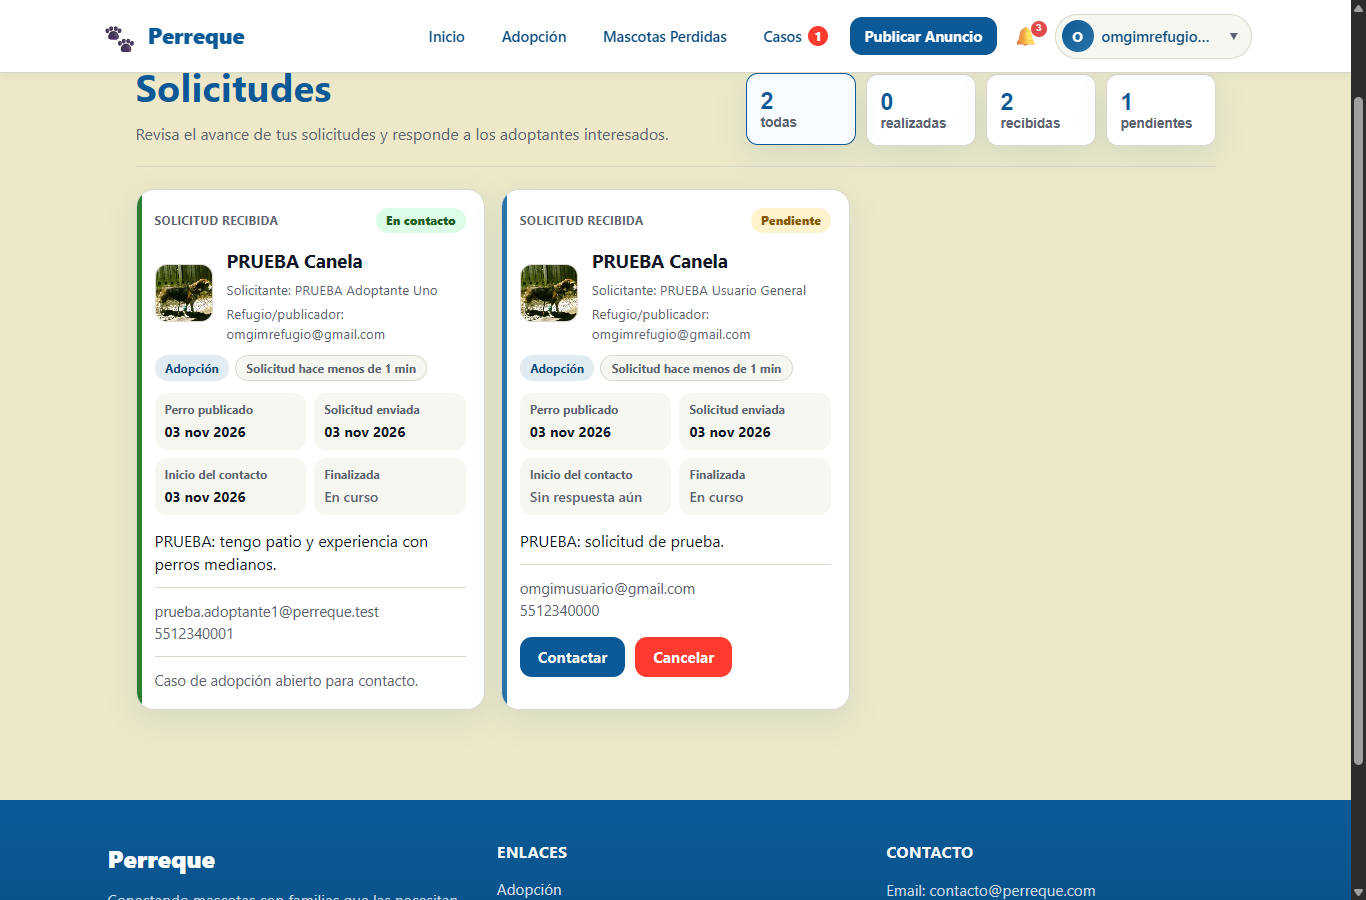 Perreque
Inicio
Adopción
Mascotas Perdidas
Casos 1
Publicar Anuncio
3
O
omgimrefugio...
Solicitudes
Revisa el avance de tus solicitudes y responde a los adoptantes interesados.
2
todas
0
realizadas
2
recibidas
1
pendientes
SOLICITUD RECIBIDA
En contacto
PRUEBA Canela
Solicitante: PRUEBA Adoptante Uno
Refugio/publicador:
omgimrefugio@gmail.com
Adopción
Solicitud hace menos de 1 min
Perro publicado
03 nov 2026
Solicitud enviada
03 nov 2026
Inicio del contacto
03 nov 2026
Finalizada
En curso
PRUEBA: tengo patio y experiencia con
perros medianos.
prueba.adoptante1@perreque.test
5512340001
Caso de adopción abierto para contacto.
SOLICITUD RECIBIDA
Pendiente
PRUEBA Canela
Solicitante: PRUEBA Usuario General
Refugio/publicador:
omgimrefugio@gmail.com
Adopción
Solicitud hace menos de 1 min
Perro publicado
03 nov 2026
Solicitud enviada
03 nov 2026
Inicio del contacto
Sin respuesta aún
Finalizada
En curso
PRUEBA: solicitud de prueba.
omgimusuario@gmail.com
5512340000
Contactar
Cancelar
Perreque
Conectando mascotas con familias que las necesitan
ENLACES
Adopción
CONTACTO
Email: contacto@perreque.com